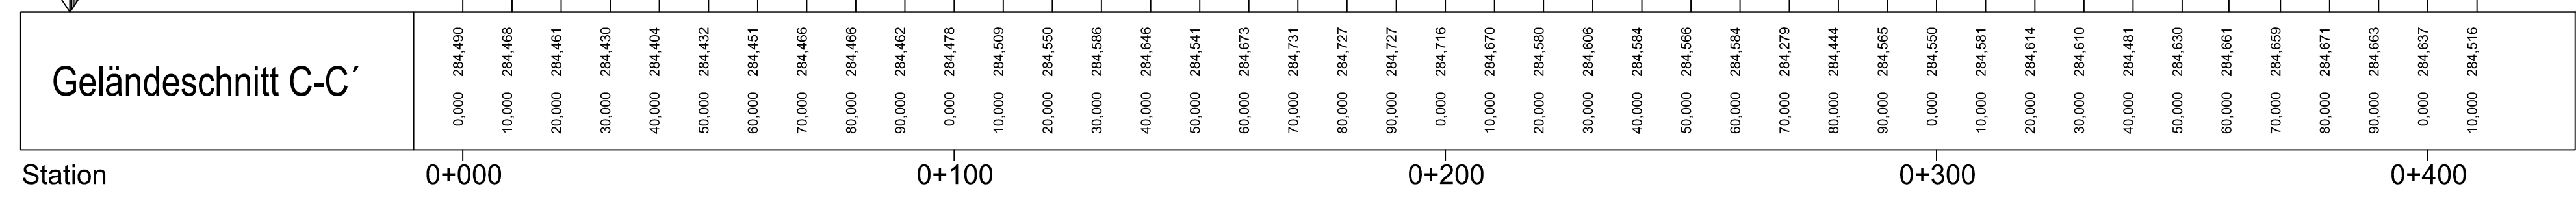 Geländeschnitt C-C´
284,490 284,468 284,461 284,430 284,404 284,432 284,451 284,466 284,466 284,462 284,478 284,509 284,550 284,586 284,646 284,541 284,673 284,731 284,727 284,727 284,716 284,670 284,580 284,606 284,584 284,566 284,584 284,279 284,444 284,565 284,550 284,581 284,614 284,610 284,481 284,630 284,661 284,659 284,671 284,663 284,637 284,516
0,000 10,000 20,000 30,000 40,000 50,000 60,000 70,000 80,000 90,000 0,000 10,000 20,000 30,000 40,000 50,000 60,000 70,000 80,000 90,000 0,000 10,000 20,000 30,000 40,000 50,000 60,000 70,000 80,000 90,000 0,000 10,000 20,000 30,000 40,000 50,000 60,000 70,000 80,000 90,000 0,000 10,000
Station 0+000 0+100 0+200 0+300 0+400